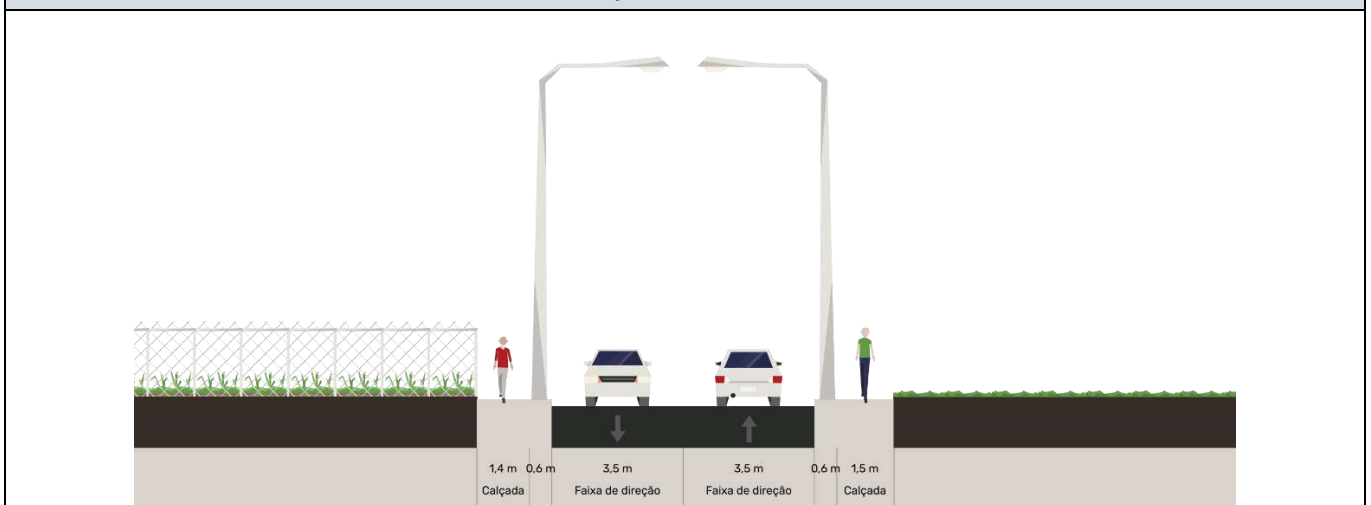 1,4 m 0,6 m 3,5 m 3,5 m 0,6 m 1,5 m
Calçada Faixa de direção Faixa de direção Calçada